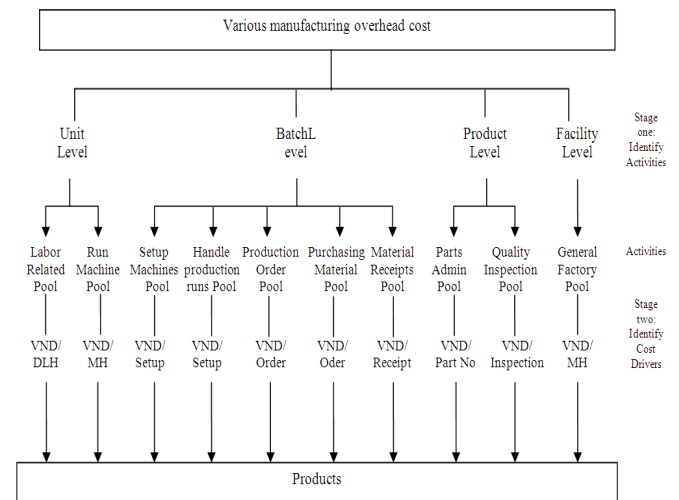 Various manufacturing overhead cost
Unit
Level
BatchL
evel
Product
Level
Facility
Level
Stage
one:
Identify
Activities
Labor
Related
Pool
Run
Machine
Pool
Setup
Machines
Pool
Handle
production
runs Pool
Production
Order
Pool
Purchasing
Material
Pool
Material
Receipts
Pool
Parts
Admin
Pool
Quality
Inspection
Pool
General
Factory
Pool
Activities
Stage
two:
Identify
Cost
Drivers
VND/
DLH
VND/
MH
VND/
Setup
VND/
Setup
VND/
Order
VND/
Oder
VND/
Receipt
VND/
Part No
VND/
Inspection
VND/
MH
Products